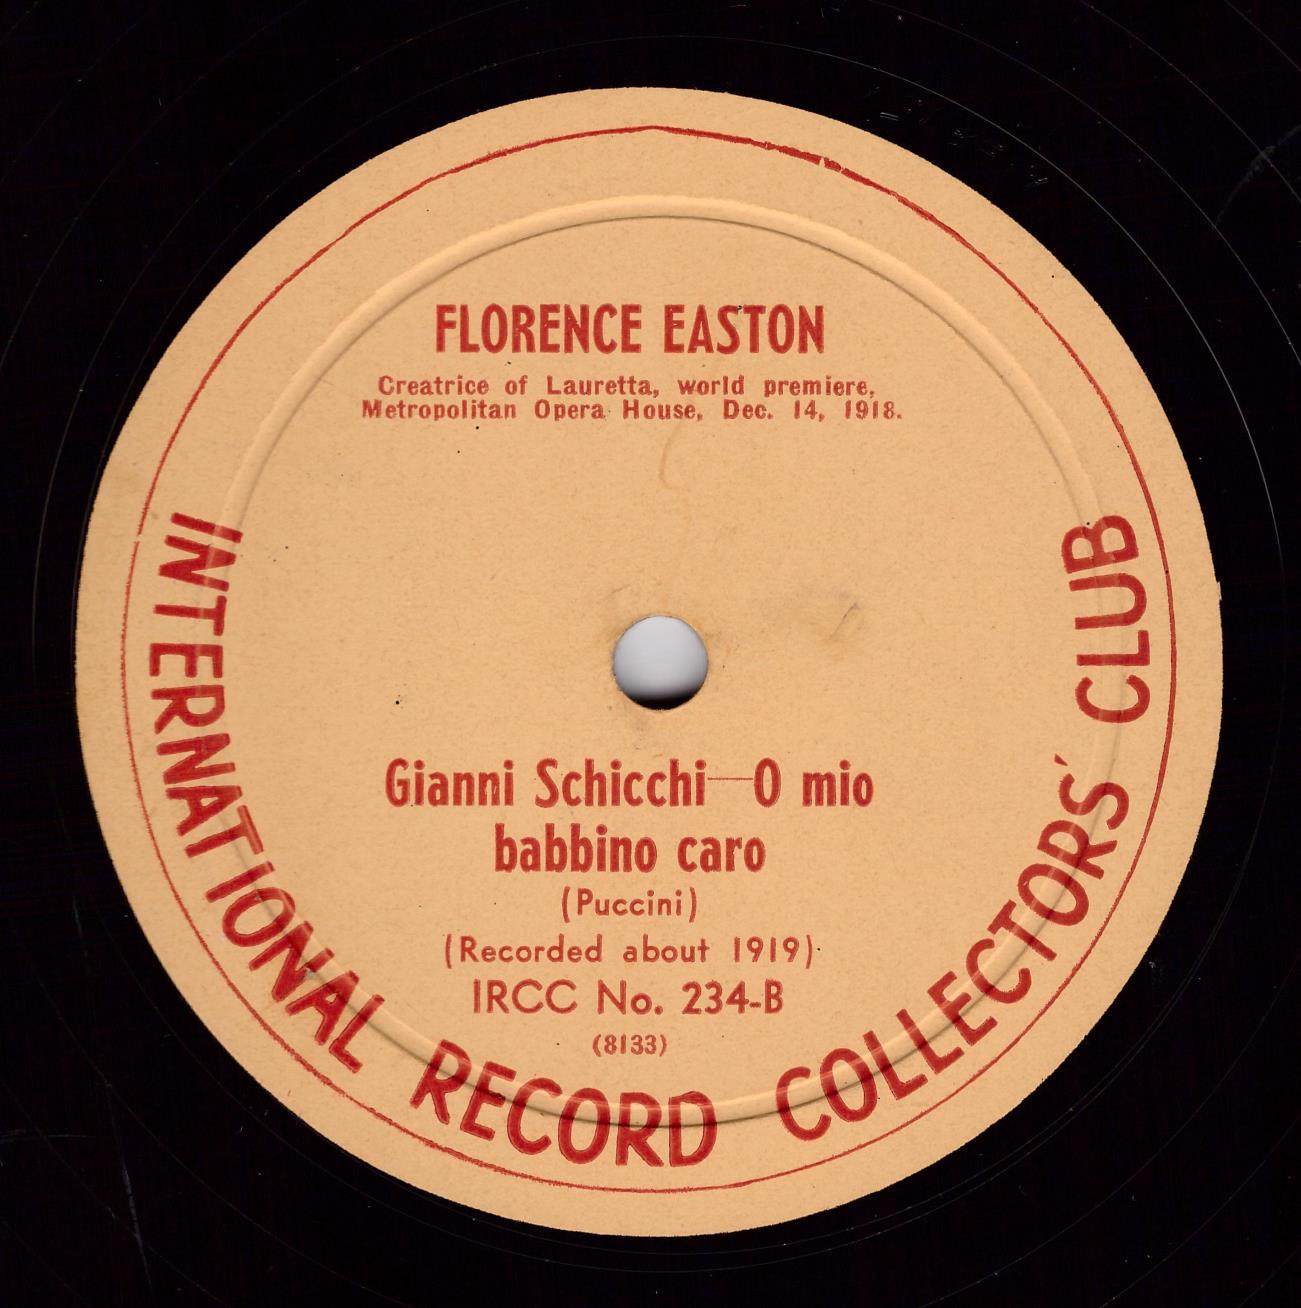 FLORENCE EASTON
Creatrice of Lauretta, world premiere,
Metropolitan Opera House, Dec. 14, 1918.
Gianni Schicchi—O mio
babbino caro
(Puccini)
(Recorded about 1919)
IRCC No. 234-B
(8133)
INTERNATIONAL RECORD COLLECTORS' CLUB